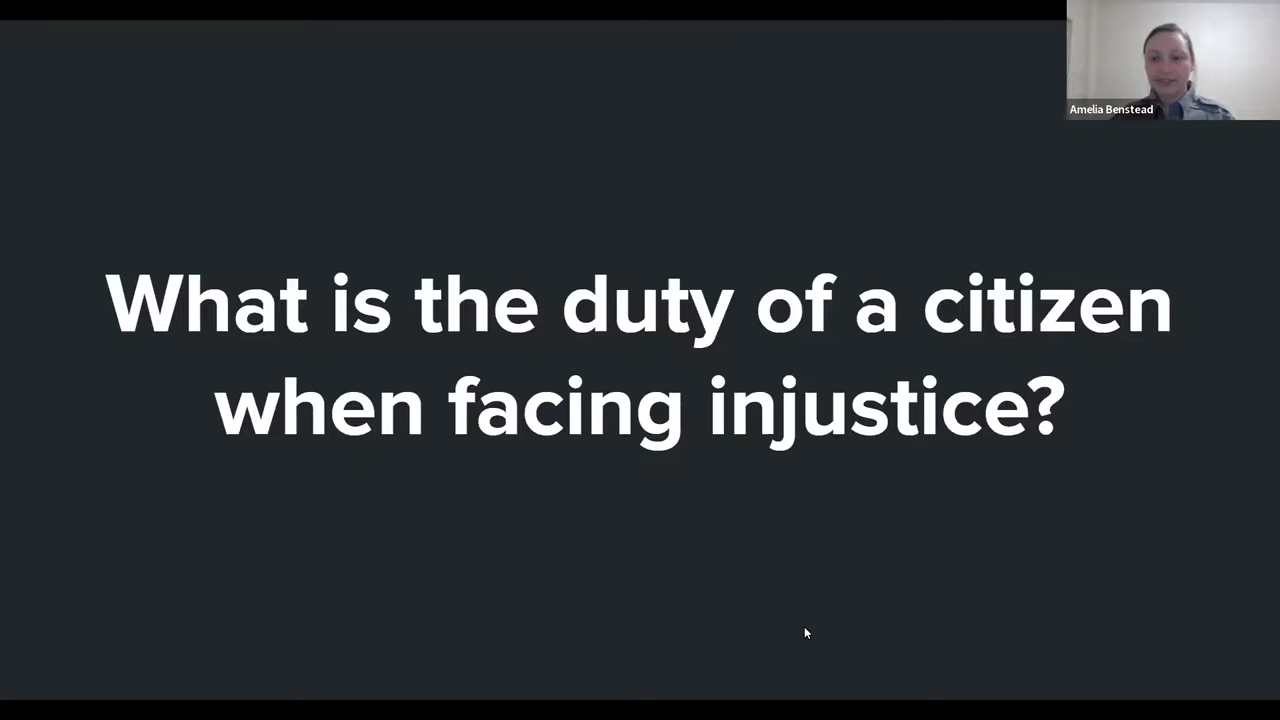 Amelia Benstead
What is the duty of a citizen
when facing injustice?